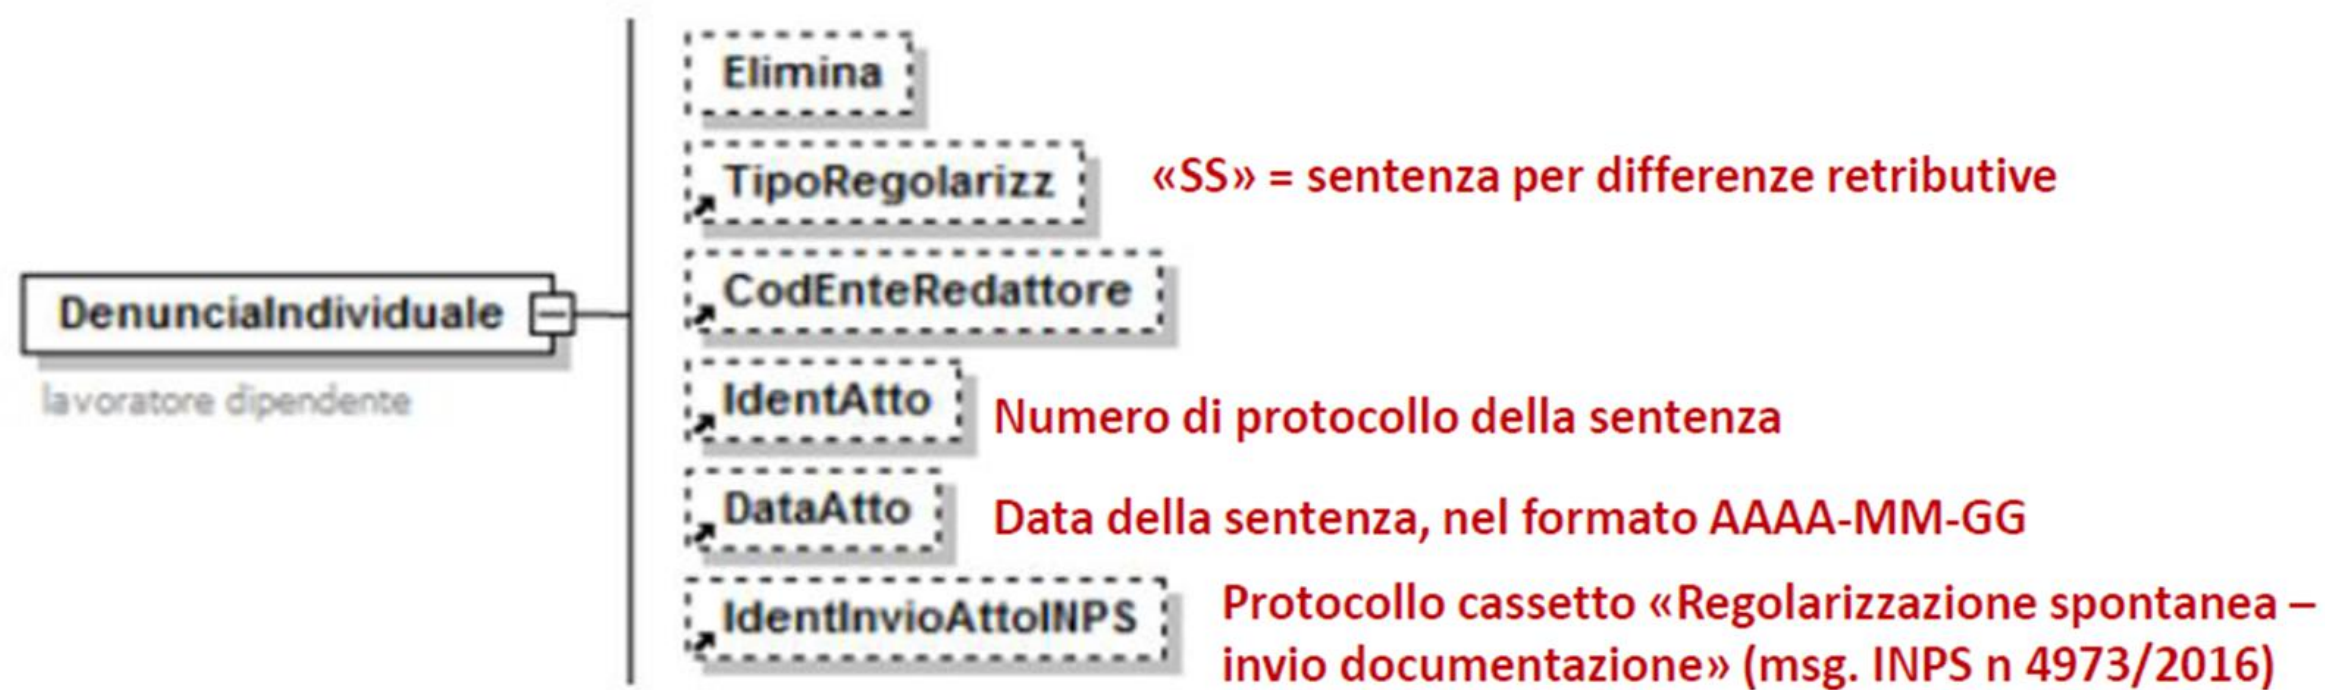 Elimina
TipoRegolarizz
«SS» = sentenza per differenze retributive
CodEnteRedattore
DenunciaIndividuale
lavoratore dipendente
IdentAtto
Numero di protocollo della sentenza
DataAtto
Data della sentenza, nel formato AAAA-MM-GG
IdentInvioAttoINPS
Protocollo cassetto «Regolarizzazione spontanea –
invio documentazione» (msg. INPS n 4973/2016)